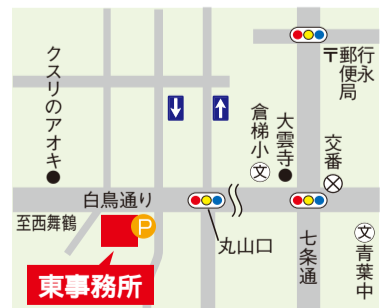 クスリのアオキ
〒行永郵便局
倉梯小
文
大雲寺
交番
白鳥通り
至西舞鶴
P
丸山口
七条通
文
青葉中
東事務所